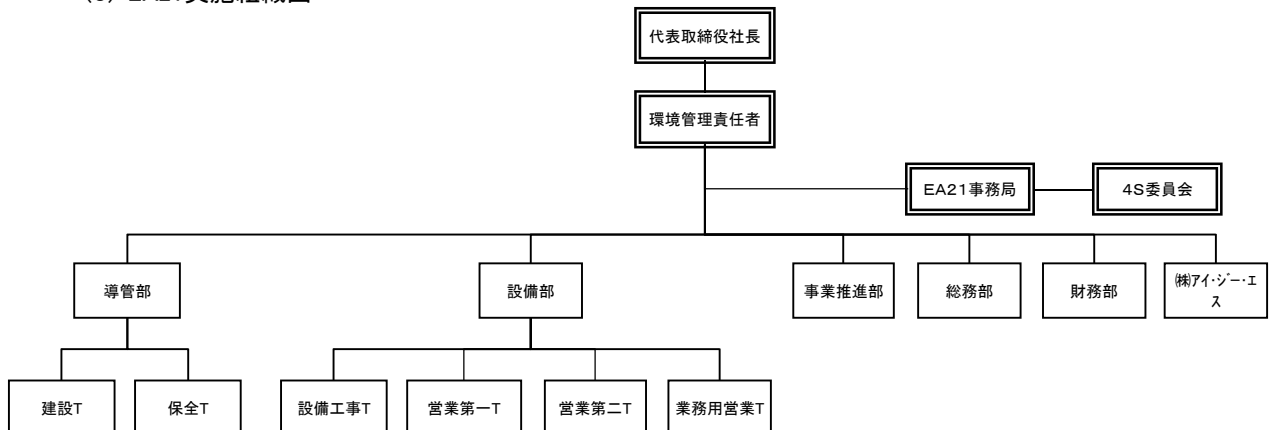 代表取締役社長
環境管理責任者
EA21事務局
4S委員会
導管部
設備部
事業推進部
総務部
財務部
㈱ｱｲ･ｼﾞｰ･ｴ
ｽ
建設T
保全T
設備工事T
営業第一T
営業第二T
業務用営業T